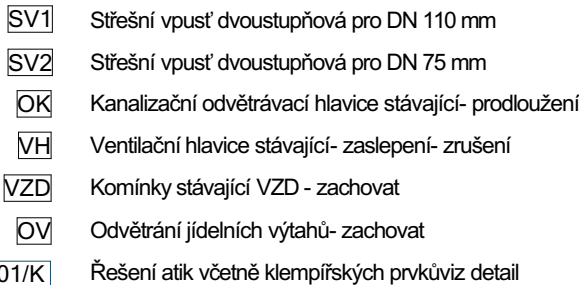 SV1 Střešní vpusť dvoustupňová pro DN 110 mm
SV2 Střešní vpusť dvoustupňová pro DN 75 mm
OK Kanalizační odvětrávací hlavice stávající- prodloužení
VH Ventilační hlavice stávající- zaslepení- zrušení
VZD Komínky stávající VZD - zachovat
OV Odvětrání jídelních výtahů- zachovat
01/K Řešení atik včetně klempířských prvkůviz detail